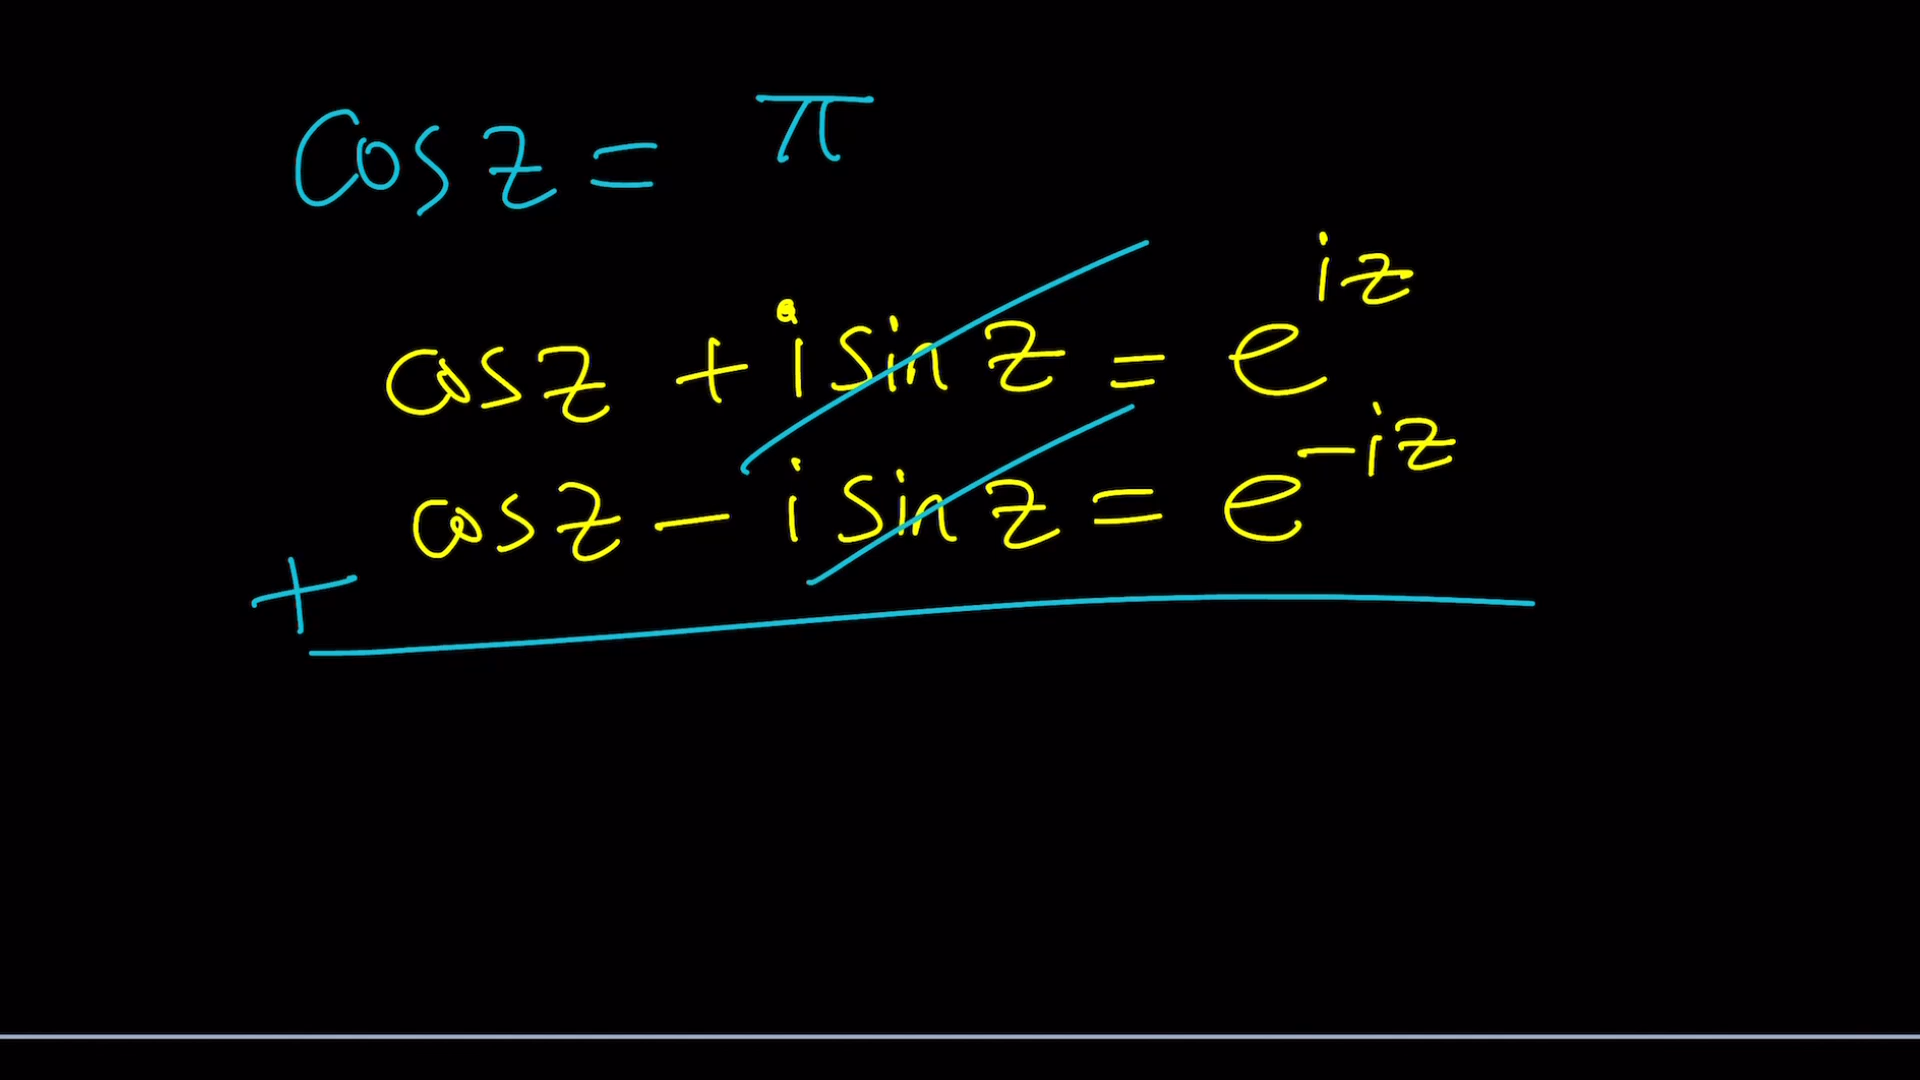 cos z = π
cos z + i sin z = e^{iz}
cos z - i sin z = e^{-iz}
+